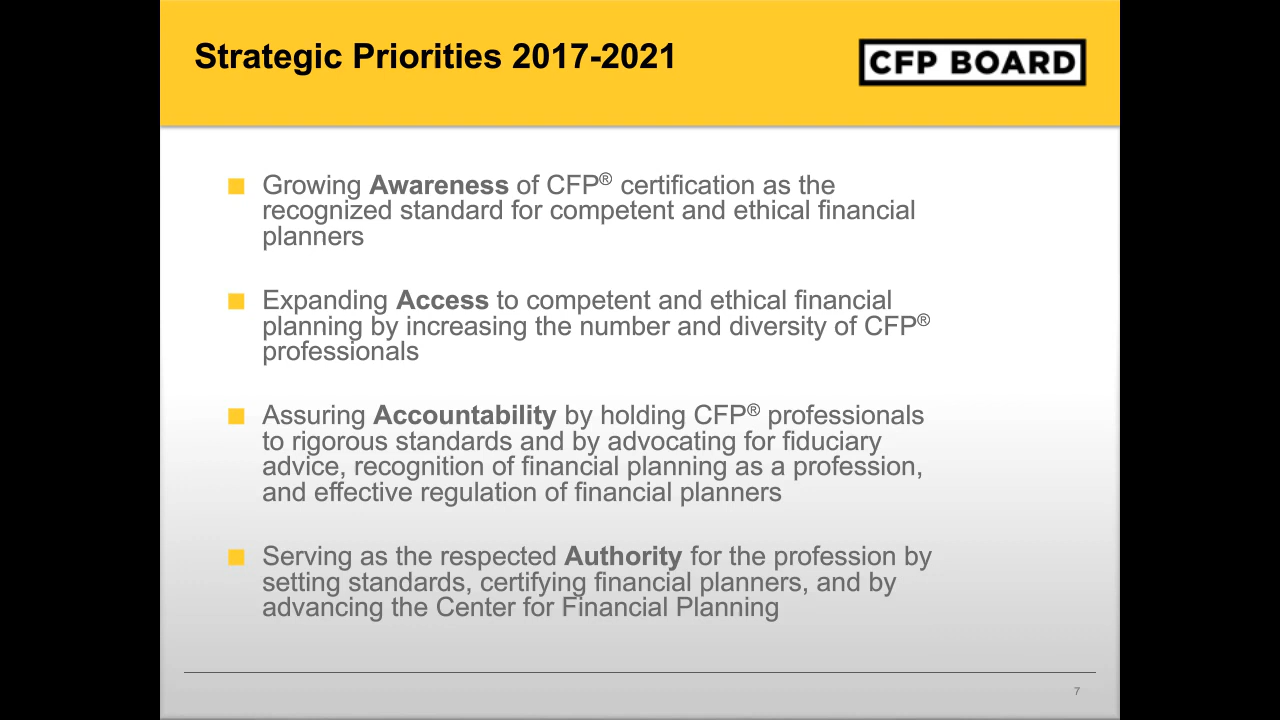 Strategic Priorities 2017-2021
CFP BOARD
Growing Awareness of CFP® certification as the
recognized standard for competent and ethical financial
planners
Expanding Access to competent and ethical financial
planning by increasing the number and diversity of CFP®
professionals
Assuring Accountability by holding CFP® professionals
to rigorous standards and by advocating for fiduciary
advice, recognition of financial planning as a profession,
and effective regulation of financial planners
Serving as the respected Authority for the profession by
setting standards, certifying financial planners, and by
advancing the Center for Financial Planning
7